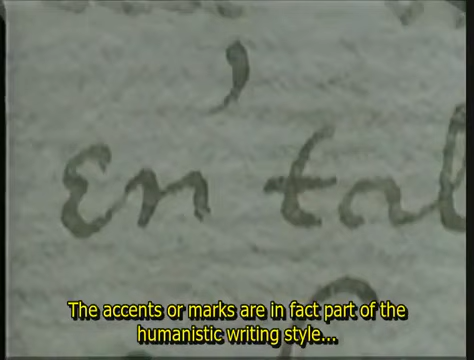 en tal
The accents or marks are in fact part of the
humanistic writing style...